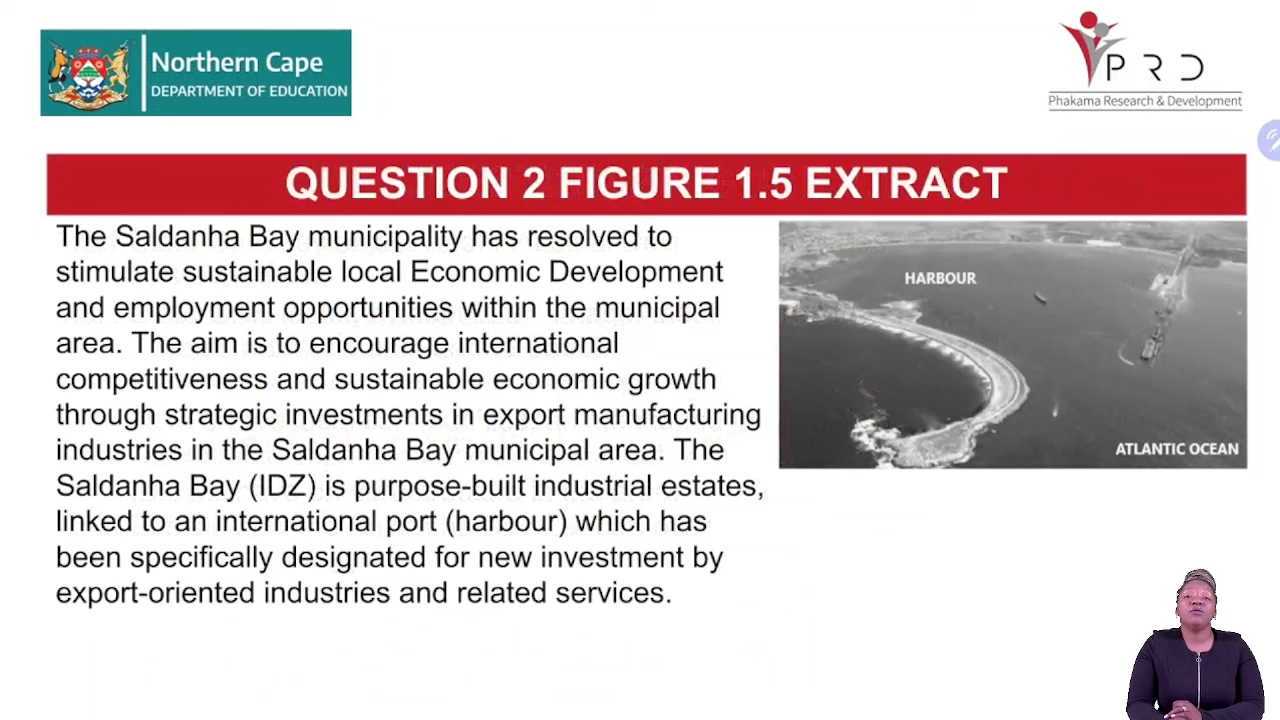 Northern Cape
DEPARTMENT OF EDUCATION
PRD
Phakama Research & Development
QUESTION 2 FIGURE 1.5 EXTRACT
The Saldanha Bay municipality has resolved to
stimulate sustainable local Economic Development
and employment opportunities within the municipal
area. The aim is to encourage international
competitiveness and sustainable economic growth
through strategic investments in export manufacturing
industries in the Saldanha Bay municipal area. The
Saldanha Bay (IDZ) is purpose-built industrial estates,
linked to an international port (harbour) which has
been specifically designated for new investment by
export-oriented industries and related services.
HARBOUR
ATLANTIC OCEAN